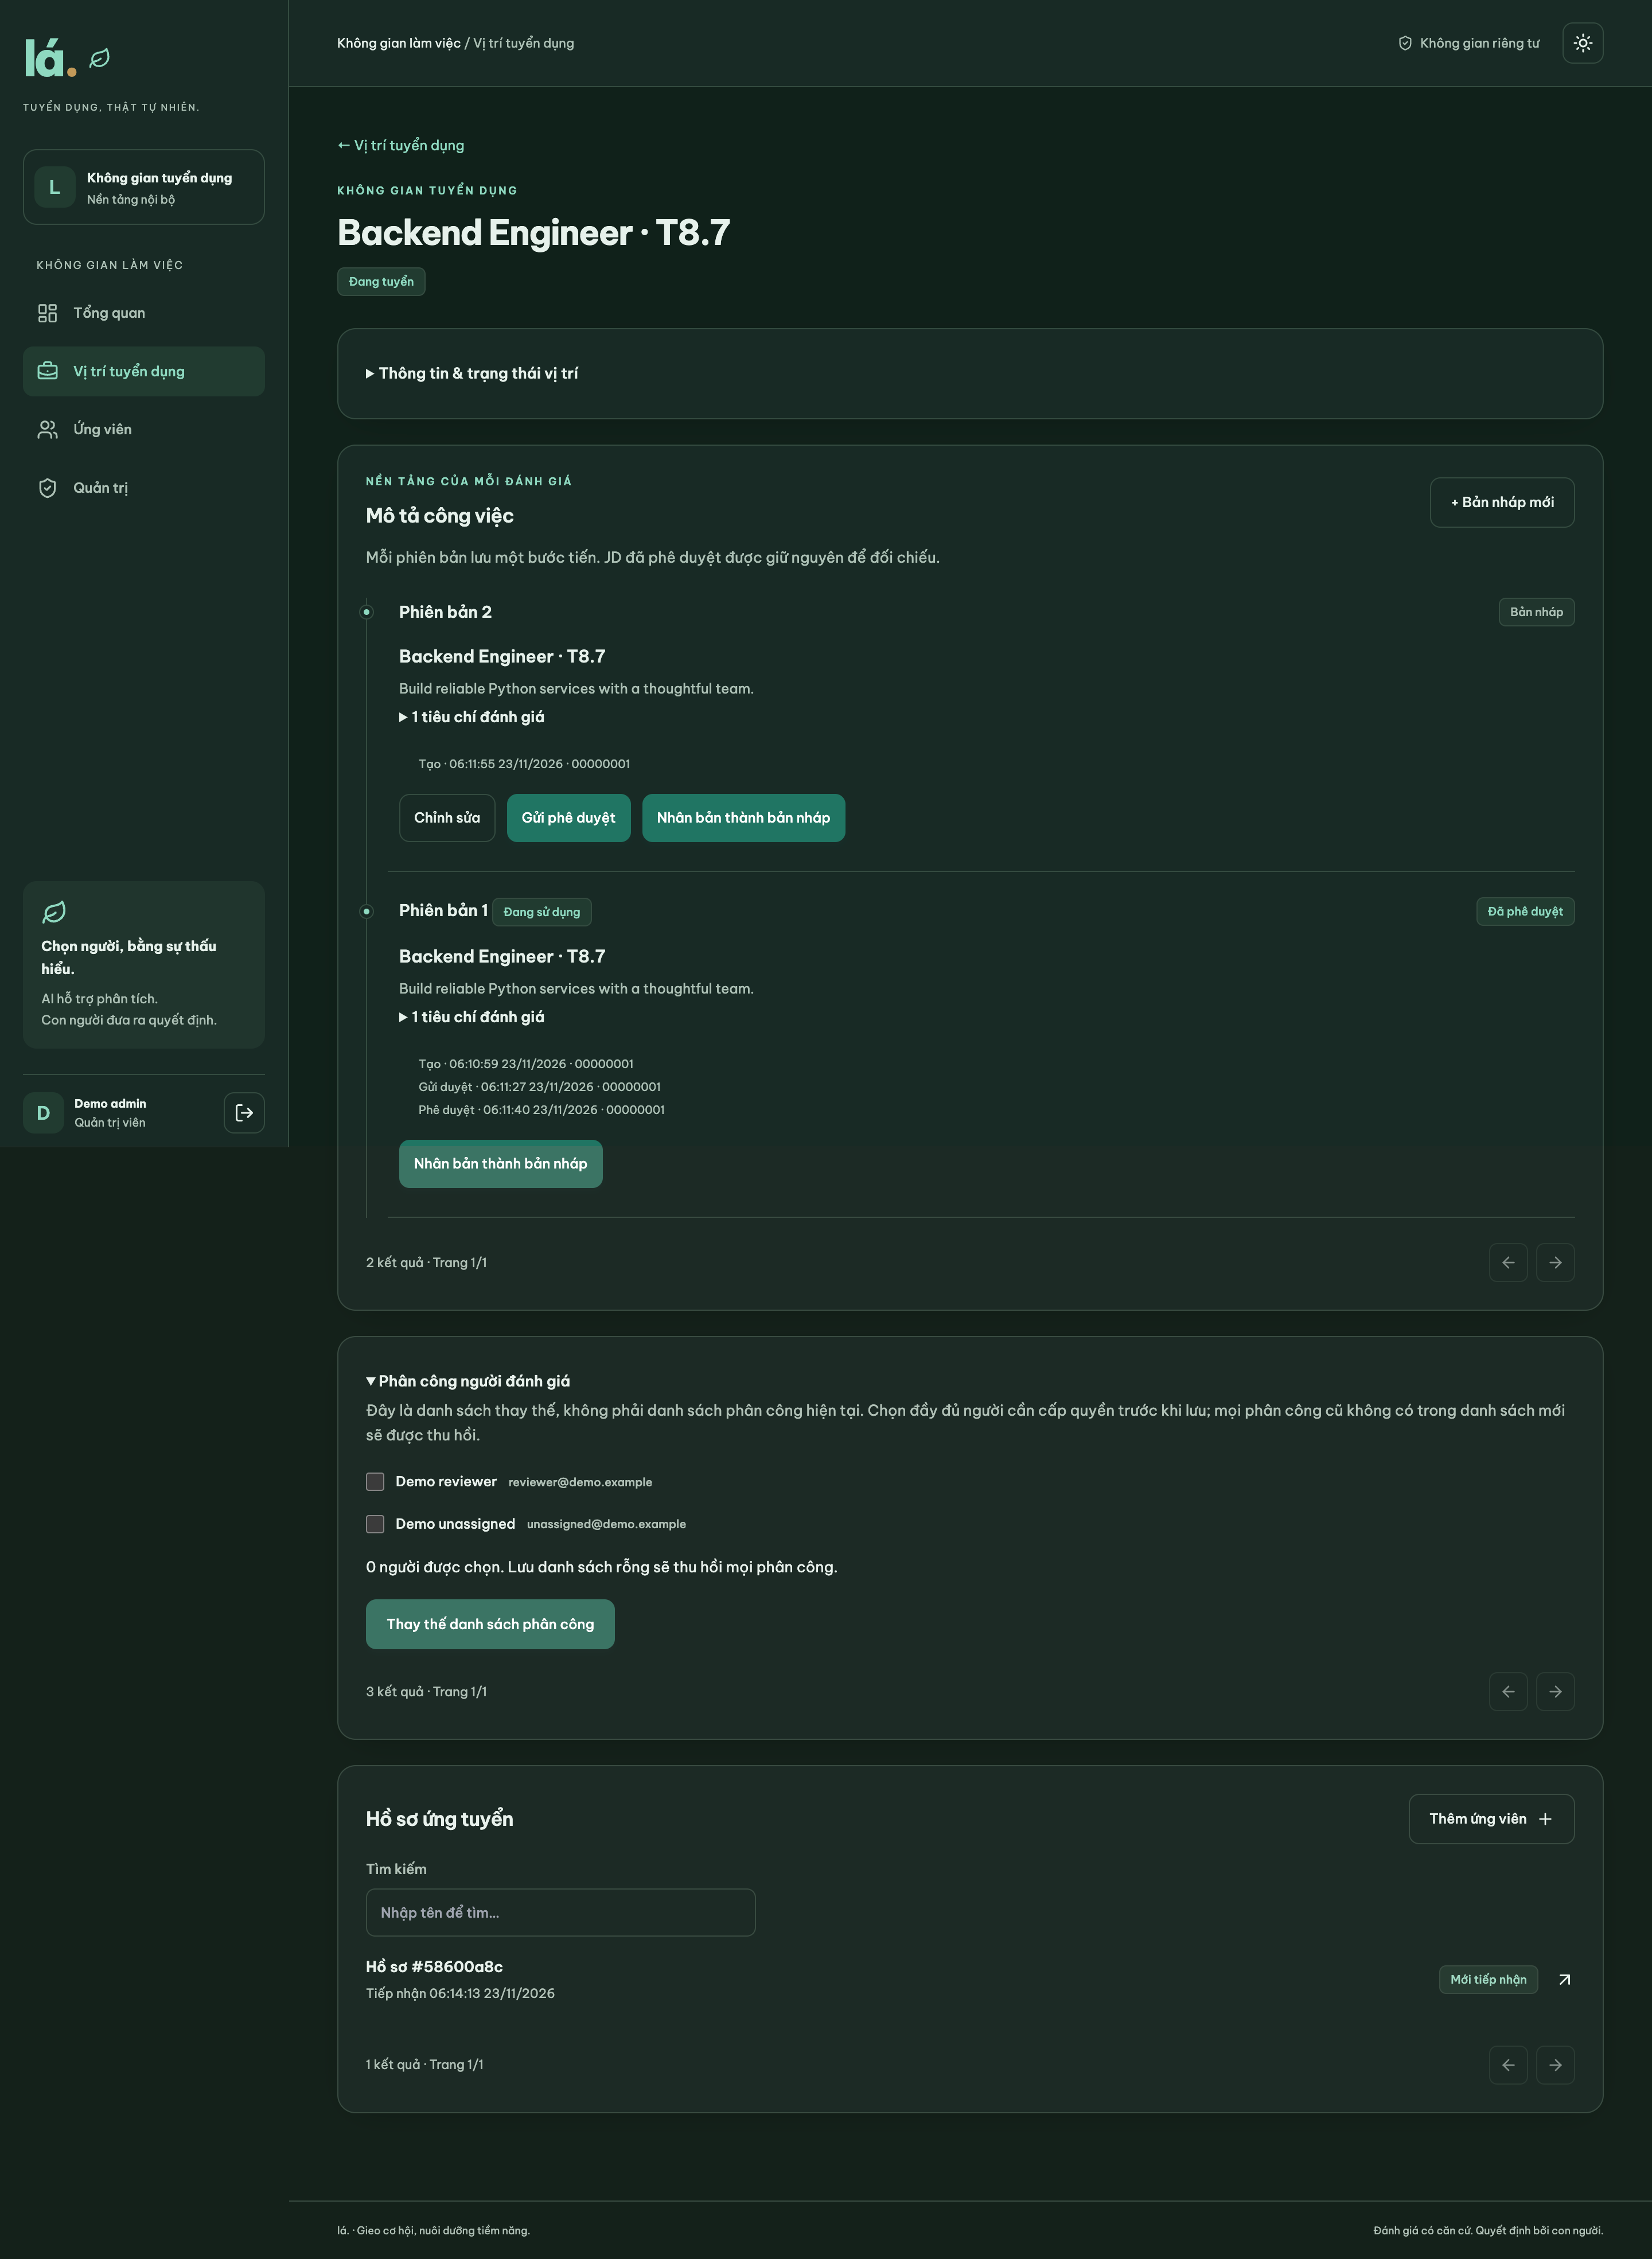 lá.
TUYỂN DỤNG, THẬT TỰ NHIÊN.
L
Không gian tuyển dụng
Nền tảng nội bộ
KHÔNG GIAN LÀM VIỆC
Tổng quan
Vị trí tuyển dụng
Ứng viên
Quản trị
Chọn người, bằng sự thấu
hiểu.
AI hỗ trợ phân tích.
Con người đưa ra quyết định.
D
Demo admin
Quản trị viên
Không gian làm việc / Vị trí tuyển dụng
Không gian riêng tư
← Vị trí tuyển dụng
KHÔNG GIAN TUYỂN DỤNG
Backend Engineer · T8.7
Đang tuyển
Thông tin & trạng thái vị trí
NỀN TẢNG CỦA MỖI ĐÁNH GIÁ
Mô tả công việc
+ Bản nháp mới
Mỗi phiên bản lưu một bước tiến. JD đã phê duyệt được giữ nguyên để đối chiếu.
Phiên bản 2
Bản nháp
Backend Engineer · T8.7
Build reliable Python services with a thoughtful team.
1 tiêu chí đánh giá
Tạo · 06:11:55 23/11/2026 · 00000001
Chỉnh sửa
Gửi phê duyệt
Nhân bản thành bản nháp
Phiên bản 1
Đang sử dụng
Đã phê duyệt
Backend Engineer · T8.7
Build reliable Python services with a thoughtful team.
1 tiêu chí đánh giá
Tạo · 06:10:59 23/11/2026 · 00000001
Gửi duyệt · 06:11:27 23/11/2026 · 00000001
Phê duyệt · 06:11:40 23/11/2026 · 00000001
Nhân bản thành bản nháp
2 kết quả · Trang 1/1
Phân công người đánh giá
Đây là danh sách thay thế, không phải danh sách phân công hiện tại. Chọn đầy đủ người cần cấp quyền trước khi lưu; mọi phân công cũ không có trong danh sách mới
sẽ được thu hồi.
Demo reviewer reviewer@demo.example
Demo unassigned unassigned@demo.example
0 người được chọn. Lưu danh sách rỗng sẽ thu hồi mọi phân công.
Thay thế danh sách phân công
3 kết quả · Trang 1/1
Hồ sơ ứng tuyển
Thêm ứng viên +
Tìm kiếm
Nhập tên để tìm...
Hồ sơ #58600a8c
Mới tiếp nhận
Tiếp nhận 06:14:13 23/11/2026
1 kết quả · Trang 1/1
lá. · Gieo cơ hội, nuôi dưỡng tiềm năng.
Đánh giá có căn cứ. Quyết định bởi con người.